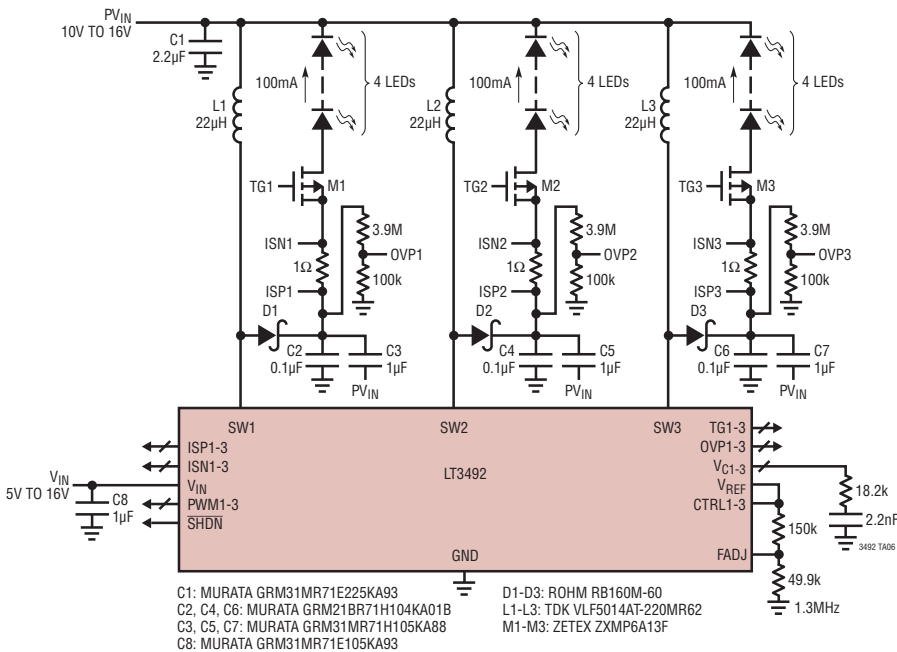 PVIN
10V TO 16V
C1
2.2µF
L1
22µH
100mA
4 LEDs
L2
22µH
100mA
4 LEDs
L3
22µH
100mA
4 LEDs
TG1
M1
TG2
M2
TG3
M3
ISN1
3.9M
OVP1
1Ω
100k
ISP1
ISN2
3.9M
OVP2
1Ω
100k
ISP2
ISN3
3.9M
OVP3
1Ω
100k
ISP3
D1
C2
0.1µF
C3
1µF
PVIN
D2
C4
0.1µF
C5
1µF
PVIN
D3
C6
0.1µF
C7
1µF
PVIN
SW1
SW2
SW3
ISP1-3
ISN1-3
VIN
PWM1-3
SHDN
LT3492
GND
TG1-3
OVP1-3
VC1-3
VREF
CTRL1-3
FADJ
VIN
5V TO 16V
C8
1µF
18.2k
2.2nF
150k
3492 TA06
49.9k
1.3MHz
C1: MURATA GRM31MR71E225KA93
C2, C4, C6: MURATA GRM21BR71H104KA01B
C3, C5, C7: MURATA GRM31MR71H105KA88
C8: MURATA GRM31MR71E105KA93
D1-D3: ROHM RB160M-60
L1-L3: TDK VLF5014AT-220MR62
M1-M3: ZETEX ZXMP6A13F